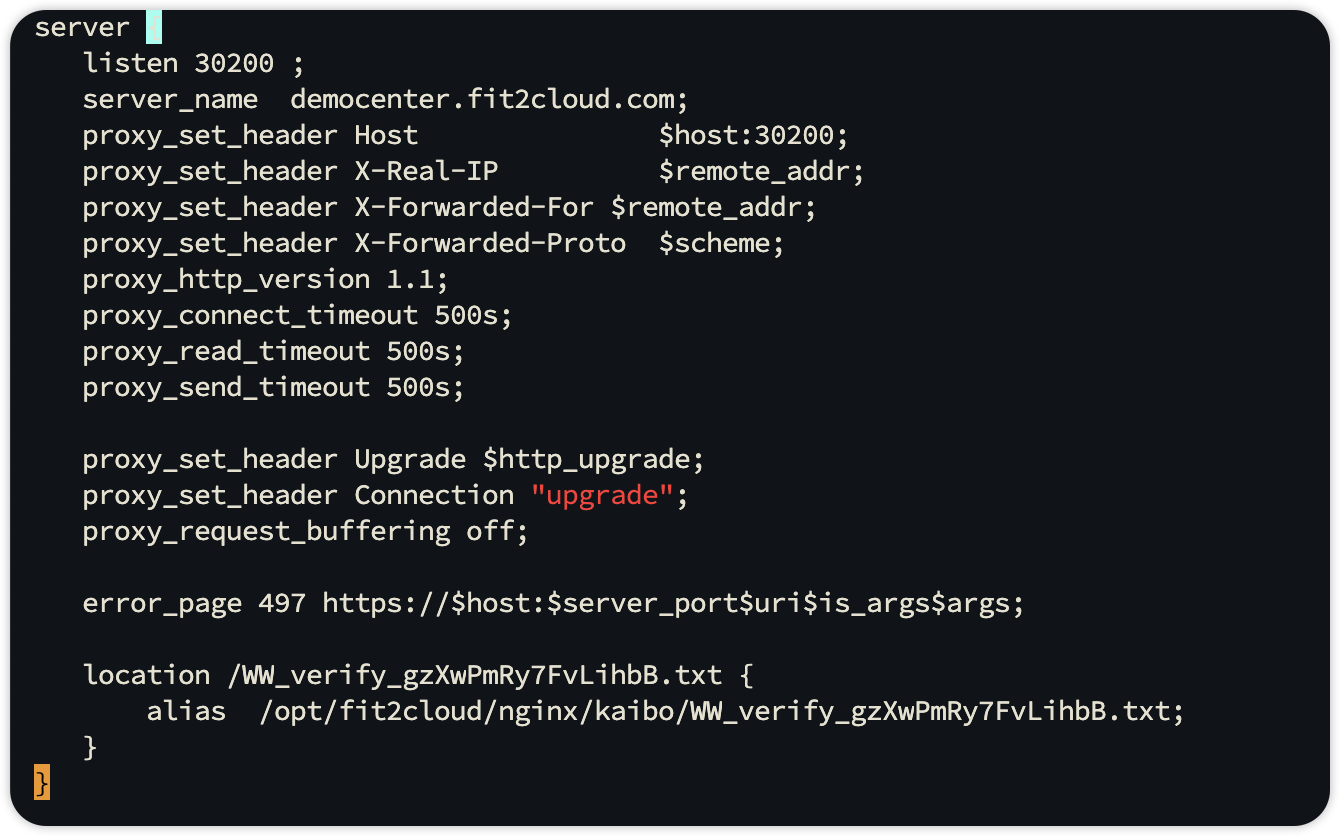 server {
   listen 30200 ;
   server_name  democenter.fit2cloud.com;
   proxy_set_header Host               $host:30200;
   proxy_set_header X-Real-IP          $remote_addr;
   proxy_set_header X-Forwarded-For $remote_addr;
   proxy_set_header X-Forwarded-Proto  $scheme;
   proxy_http_version 1.1;
   proxy_connect_timeout 500s;
   proxy_read_timeout 500s;
   proxy_send_timeout 500s;

   proxy_set_header Upgrade $http_upgrade;
   proxy_set_header Connection "upgrade";
   proxy_request_buffering off;

   error_page 497 https://$host:$server_port$uri$is_args$args;

   location /WW_verify_gzXwPmRy7FvLihbB.txt {
       alias  /opt/fit2cloud/nginx/kaibo/WW_verify_gzXwPmRy7FvLihbB.txt;
   }
}